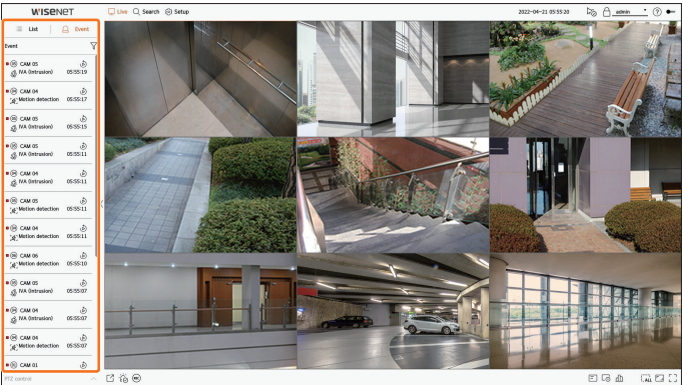 WISENET
Live Search Setup
2022-04-21 05:55:20
admin
List Event
Event
CAM 05
IVA (Intrusion) 05:55:19
CAM 04
Motion detection 05:55:17
CAM 05
IVA (Intrusion) 05:55:15
CAM 05
IVA (Intrusion) 05:55:11
CAM 04
IVA (Intrusion) 05:55:11
CAM 05
Motion detection 05:55:11
CAM 04
Motion detection 05:55:11
CAM 06
Motion detection 05:55:10
CAM 05
IVA (Intrusion) 05:55:07
CAM 04
IVA (Intrusion) 05:55:07
CAM 04
Motion detection 05:55:07
CAM 01
PTZ control
ALL